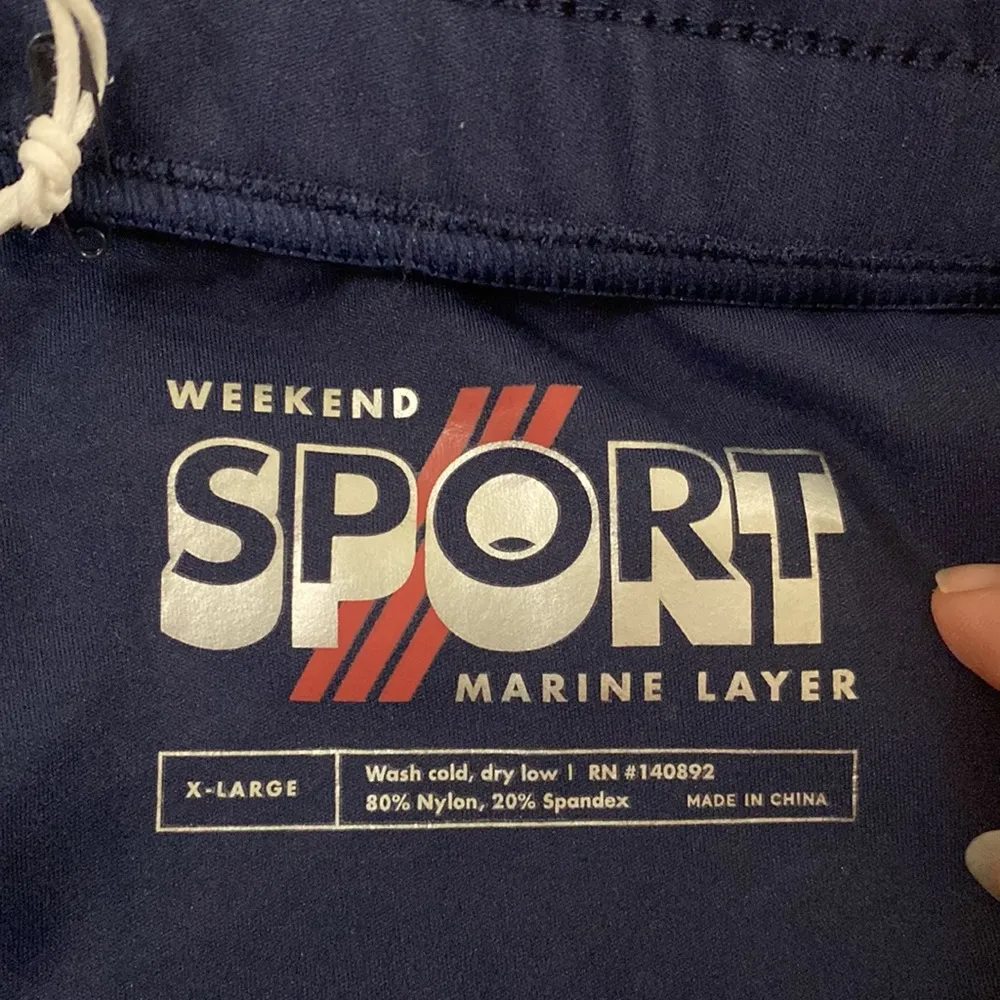 WEEKEND
SPORT
MARINE LAYER
X-LARGE
Wash cold, dry low | RN #140892
80% Nylon, 20% Spandex MADE IN CHINA